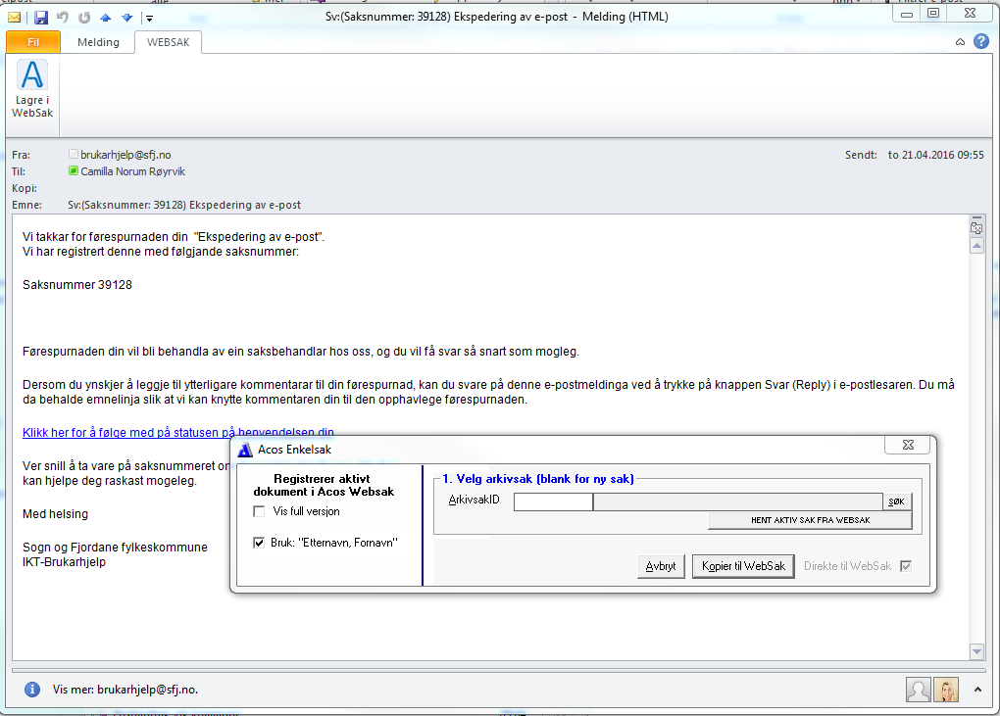 Sv:(Saksnummer: 39128) Ekspedering av e-post - Melding (HTML)
Fil Melding WEBSAK
Lagre i
WebSak
Fra: brukarhjelp@sfj.no Sendt: to 21.04.2016 09:55
Til: Camilla Norum Røyrvik
Kopi:
Emne: Sv:(Saksnummer: 39128) Ekspedering av e-post
Vi takkar for førespurnaden din "Ekspedering av e-post".
Vi har registrert denne med følgjande saksnummer:
Saksnummer 39128
Førespurnaden din vil bli behandla av ein saksbehandlar hos oss, og du vil få svar så snart som mogleg.
Dersom du ynskjer å leggje til ytterligare kommentarar til din førespurnad, kan du svare på denne e-postmeldinga ved å trykke på knappen Svar (Reply) i e-postlesaren. Du må
da behalde emnelinja slik at vi kan knytte kommentaren din til den opphavlege førespurnaden.
Klikk her for å følge med på statusen på henvendelsen din
Ver snill å ta vare på saksnummeret
kan hjelpe deg raskast mogeleg.
Med helsing
Sogn og Fjordane fylkeskommune
IKT-Brukarhjelp
Acos Enkelsak
Registrerer aktivt
dokument i Acos Websak
Vis full versjon
Bruk: "Etternavn, Fornavn"
1. Velg arkivsak (blank for ny sak)
ArkivsakID SØK
HENT AKTIV SAK FRA WEBSAK
Avbryt Kopier til WebSak Direkte til WebSak
Vis mer: brukarhjelp@sfj.no.